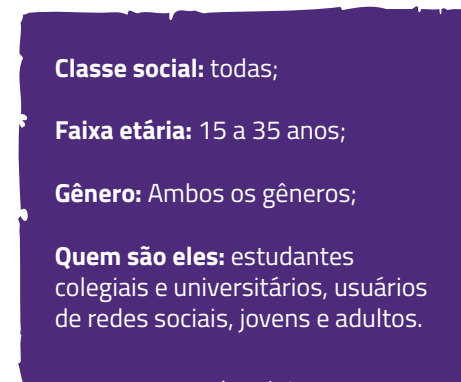 Classe social: todas;
Faixa etária: 15 a 35 anos;
Gênero: Ambos os gêneros;
Quem são eles: estudantes
colegiais e universitários, usuários
de redes sociais, jovens e adultos.